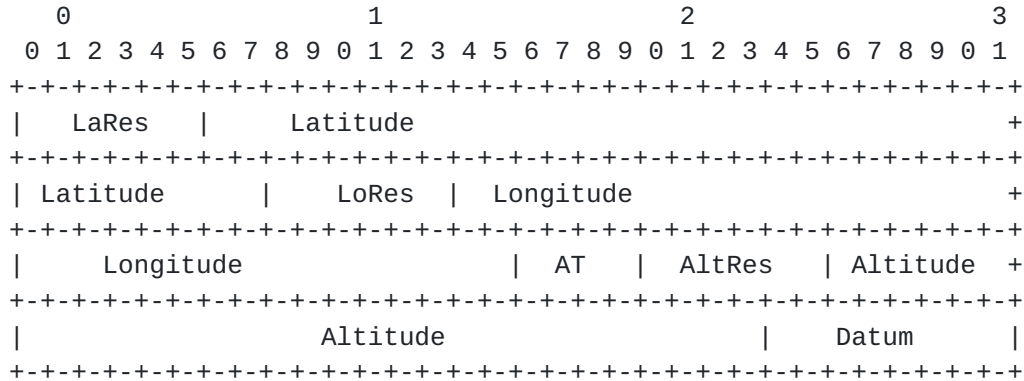 0                   1                   2                   3
0 1 2 3 4 5 6 7 8 9 0 1 2 3 4 5 6 7 8 9 0 1 2 3 4 5 6 7 8 9 0 1
+-+-+-+-+-+-+-+-+-+-+-+-+-+-+-+-+-+-+-+-+-+-+-+-+-+-+-+-+-+-+-+-+
|   LaRes   |     Latitude                                      +
+-+-+-+-+-+-+-+-+-+-+-+-+-+-+-+-+-+-+-+-+-+-+-+-+-+-+-+-+-+-+-+-+
| Latitude      |    LoRes  |  Longitude                        +
+-+-+-+-+-+-+-+-+-+-+-+-+-+-+-+-+-+-+-+-+-+-+-+-+-+-+-+-+-+-+-+-+
|     Longitude                 |  AT   |  AltRes   | Altitude  +
+-+-+-+-+-+-+-+-+-+-+-+-+-+-+-+-+-+-+-+-+-+-+-+-+-+-+-+-+-+-+-+-+
|                   Altitude                    |    Datum      |
+-+-+-+-+-+-+-+-+-+-+-+-+-+-+-+-+-+-+-+-+-+-+-+-+-+-+-+-+-+-+-+-+